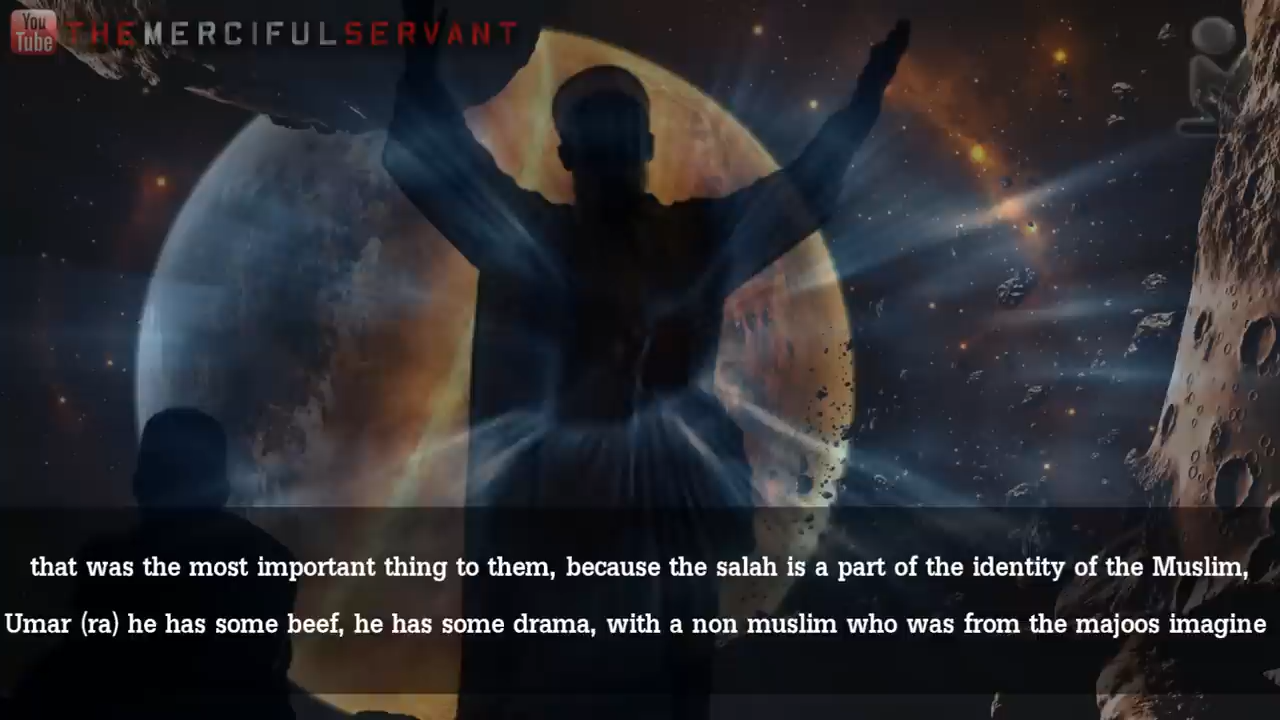 You
Tube
THEMERCIFULSERVANT
that was the most important thing to them, because the salah is a part of the identity of the Muslim,
Umar (ra) he has some beef, he has some drama, with a non muslim who was from the majoos imagine